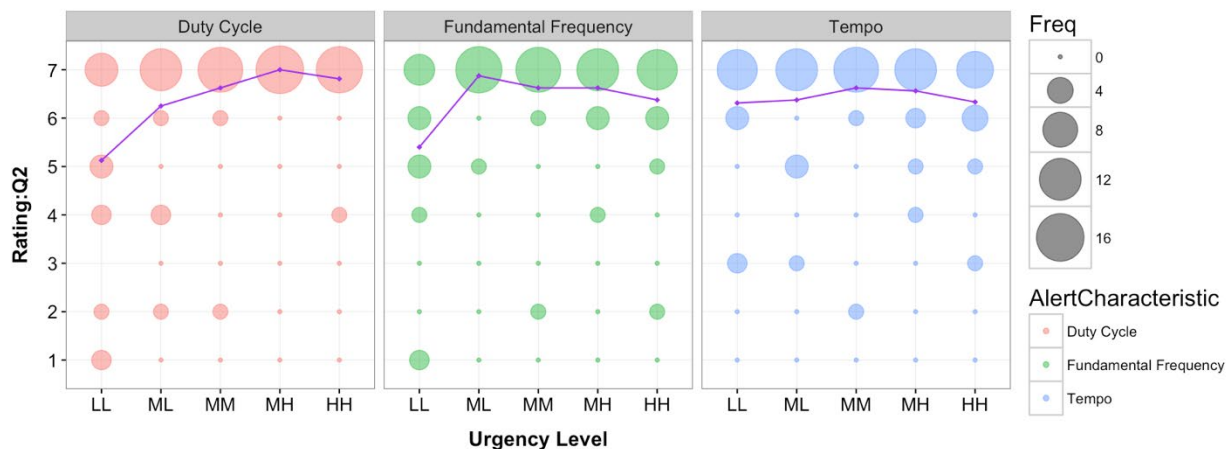 Duty Cycle
Fundamental Frequency
Tempo
Rating:Q2
7
6
5
4
3
2
1
LL ML MM MH HH
LL ML MM MH HH
LL ML MM MH HH
Urgency Level
Freq
0
4
8
12
16
AlertCharacteristic
Duty Cycle
Fundamental Frequency
Tempo